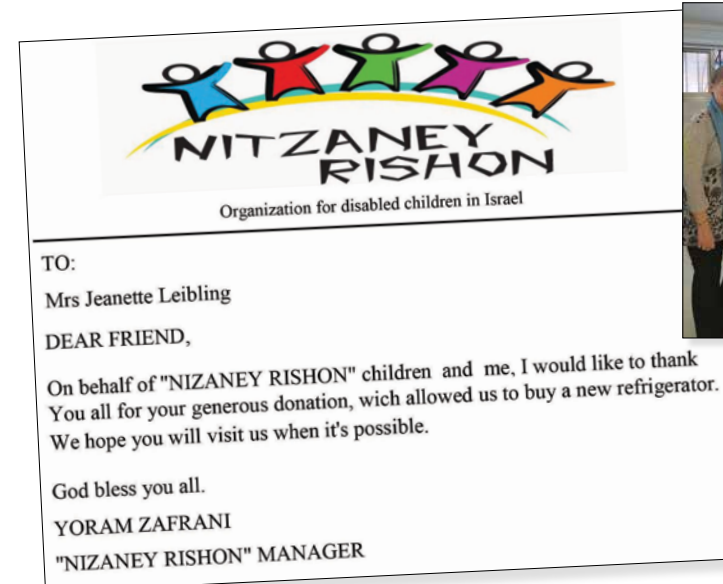 NITZANEY
RISHON
Organization for disabled children in Israel
TO:
Mrs Jeanette Leibling
DEAR FRIEND,
On behalf of "NIZANEY RISHON" children and me, I would like to thank
You all for your generous donation, wich allowed us to buy a new refrigerator.
We hope you will visit us when it's possible.
God bless you all.
YORAM ZAFRANI
"NIZANEY RISHON" MANAGER